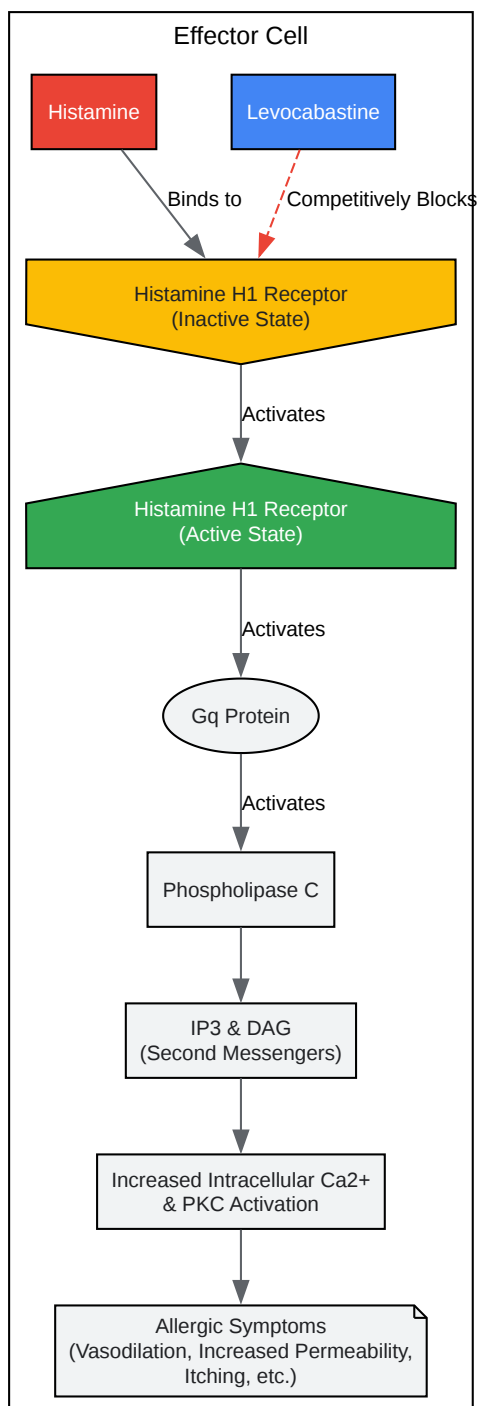 Effector Cell
Histamine
Levocabastine
Binds to
Competitively Blocks
Histamine H1 Receptor
(Inactive State)
Activates
Histamine H1 Receptor
(Active State)
Activates
Gq Protein
Activates
Phospholipase C
IP3 & DAG
(Second Messengers)
Increased Intracellular Ca2+
& PKC Activation
Allergic Symptoms
(Vasodilation, Increased Permeability,
Itching, etc.)